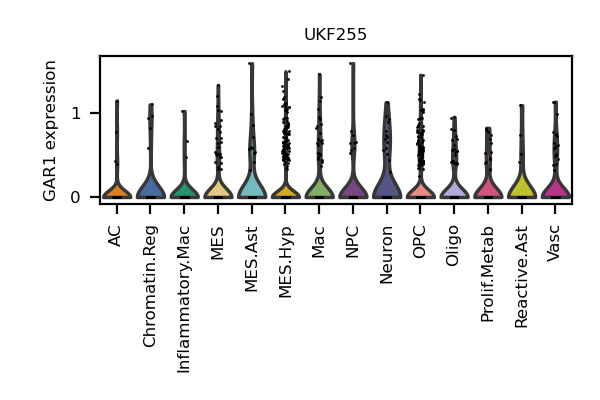 UKF255
GAR1 expression
1
0
AC
Chromatin.Reg
Inflammatory.Mac
MES
MES.Ast
MES.Hyp
Mac
NPC
Neuron
OPC
Oligo
Prolif.Metab
Reactive.Ast
Vasc